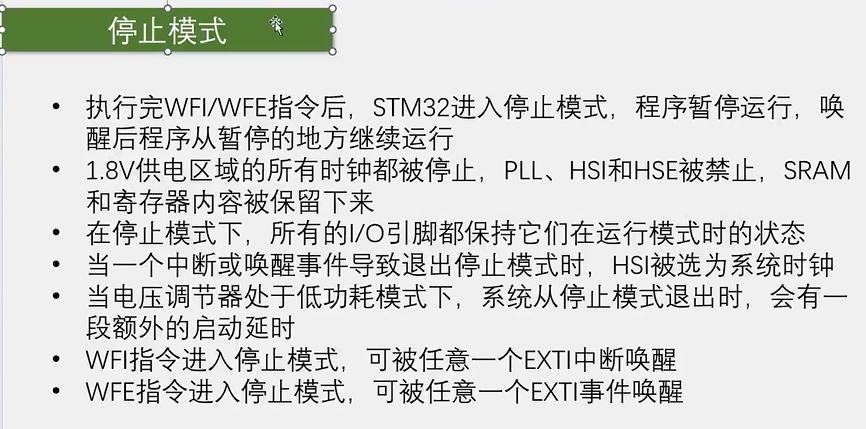 停止模式
• 执行完WFI/WFE指令后，STM32进入停止模式，程序暂停运行，唤
醒后程序从暂停的地方继续运行
• 1.8V供电区域的所有时钟都被停止，PLL、HSI和HSE被禁止，SRAM
和寄存器内容被保留下来
• 在停止模式下，所有的I/O引脚都保持它们在运行模式时的状态
• 当一个中断或唤醒事件导致退出停止模式时，HSI被选为系统时钟
• 当电压调节器处于低功耗模式下，系统从停止模式退出时，会有一
段额外的启动延时
• WFI指令进入停止模式，可被任意一个EXTI中断唤醒
• WFE指令进入停止模式，可被任意一个EXTI事件唤醒